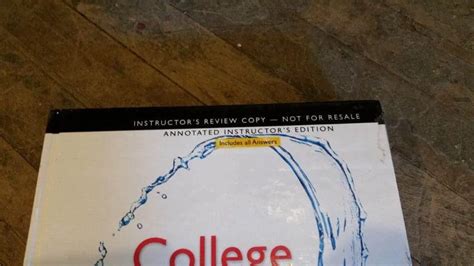 INSTRUCTOR'S REVIEW COPY — NOT FOR RESALE
ANNOTATED INSTRUCTOR'S EDITION
Includes all Answers
College